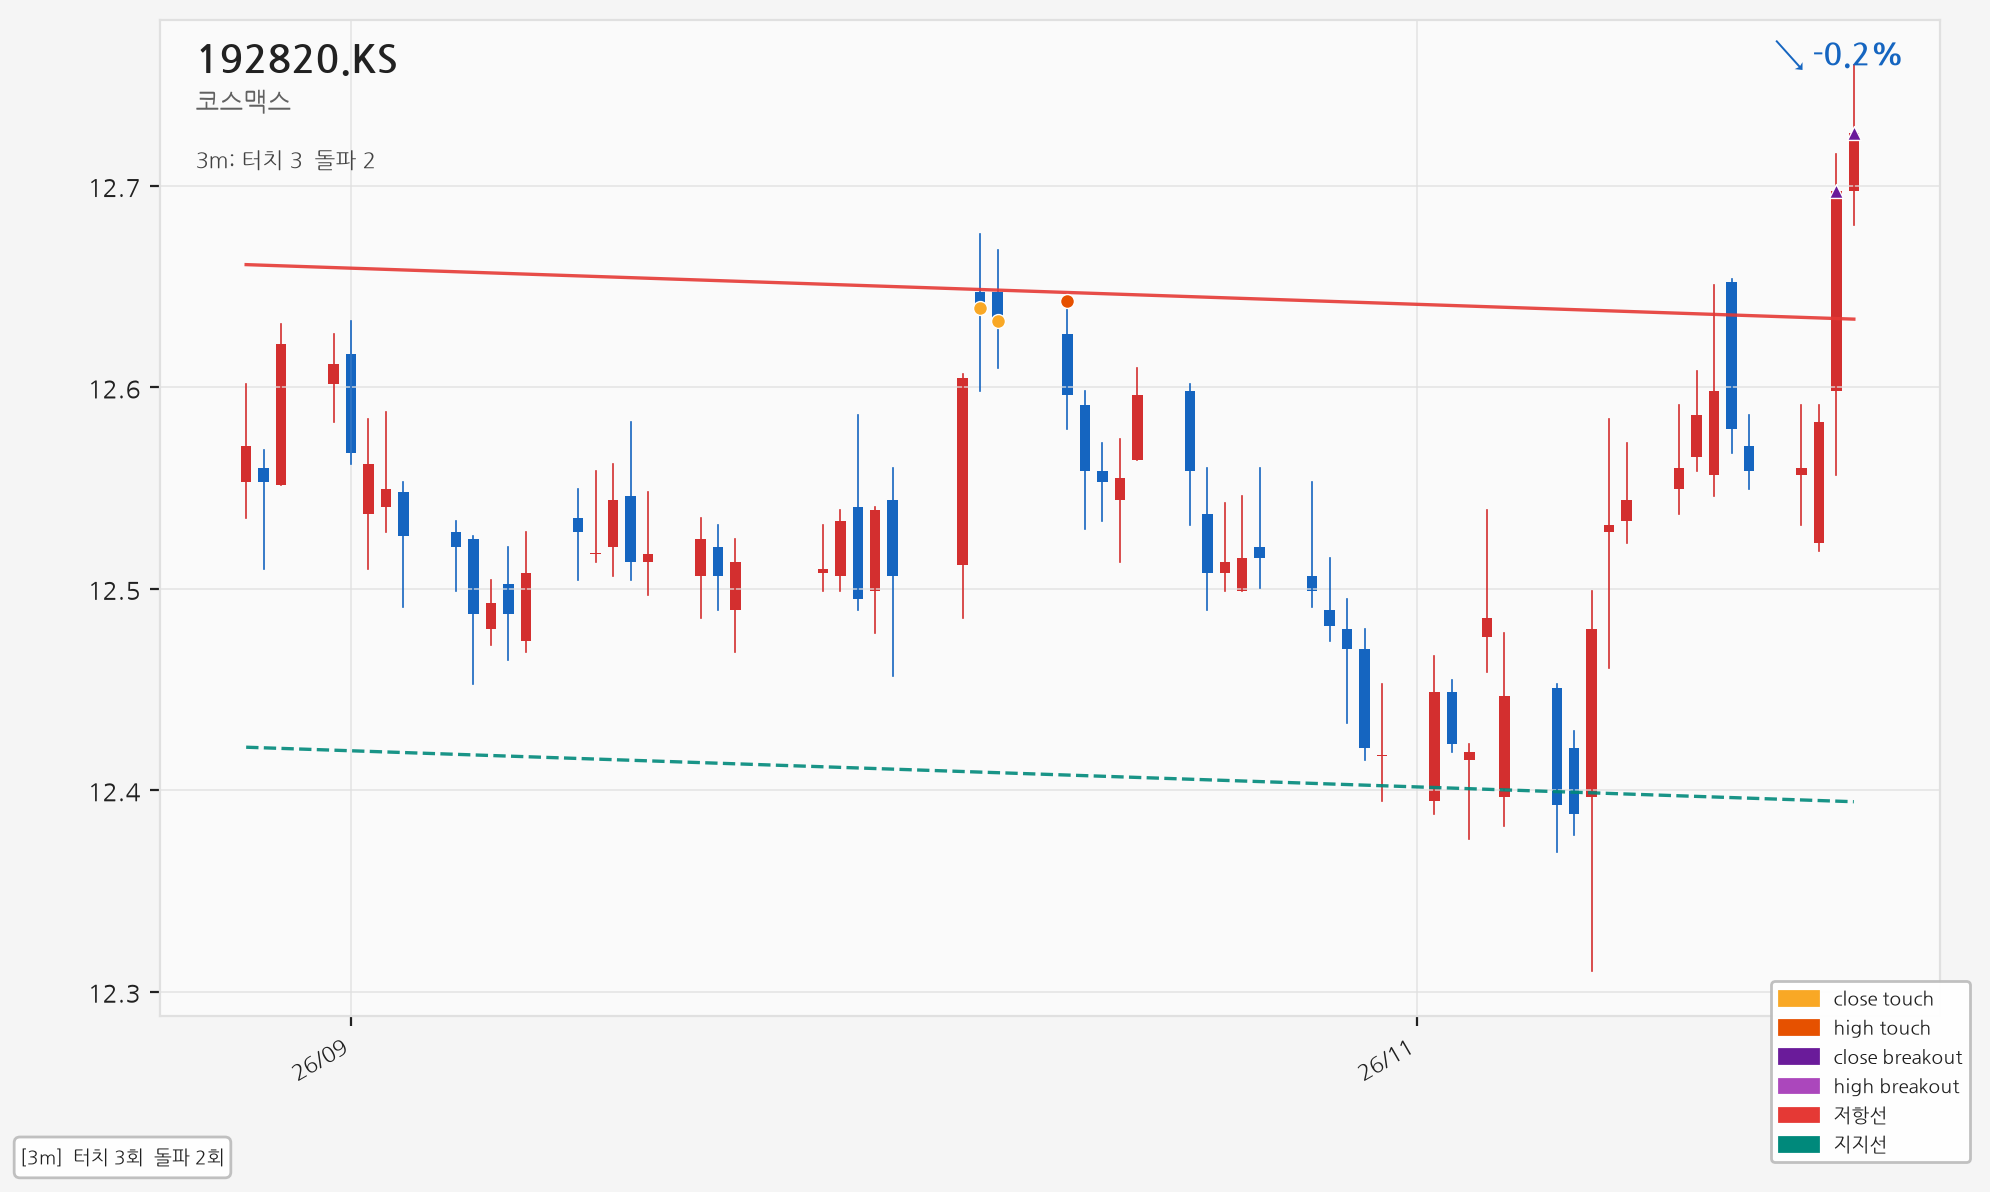 192820.KS
코스맥스
3m: 터치 3 돌파 2
-0.2%
12.7
12.6
12.5
12.4
12.3
26/09
26/11
close touch
high touch
close breakout
high breakout
저항선
지지선
[3m] 터치 3회 돌파 2회